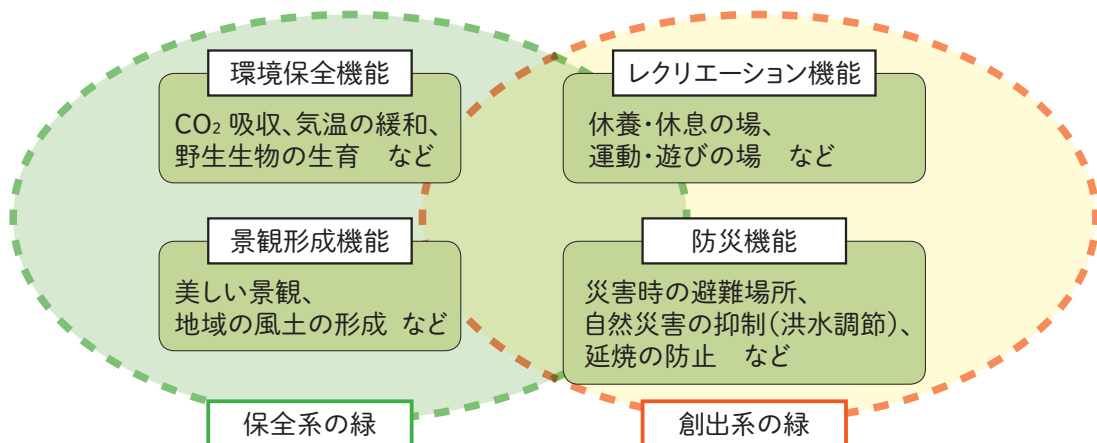 環境保全機能
CO₂ 吸収、気温の緩和、
野生生物の生育　など
レクリエーション機能
休養・休息の場、
運動・遊びの場　など
景観形成機能
美しい景観、
地域の風土の形成 など
防災機能
災害時の避難場所、
自然災害の抑制(洪水調節)、
延焼の防止　など
保全系の緑
創出系の緑